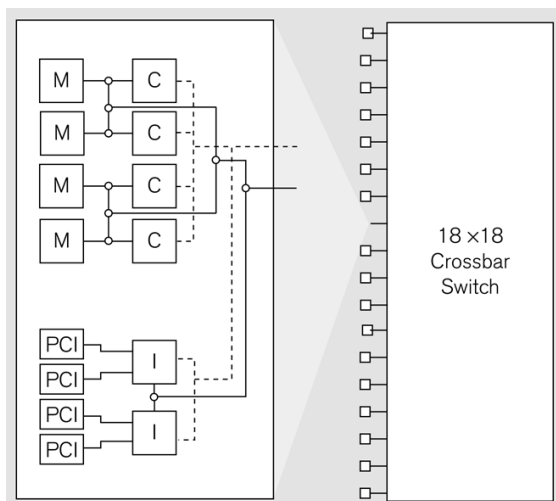 M C
M C
M C
M C
PCI
I
PCI
PCI
I
PCI
18 ×18
Crossbar
Switch